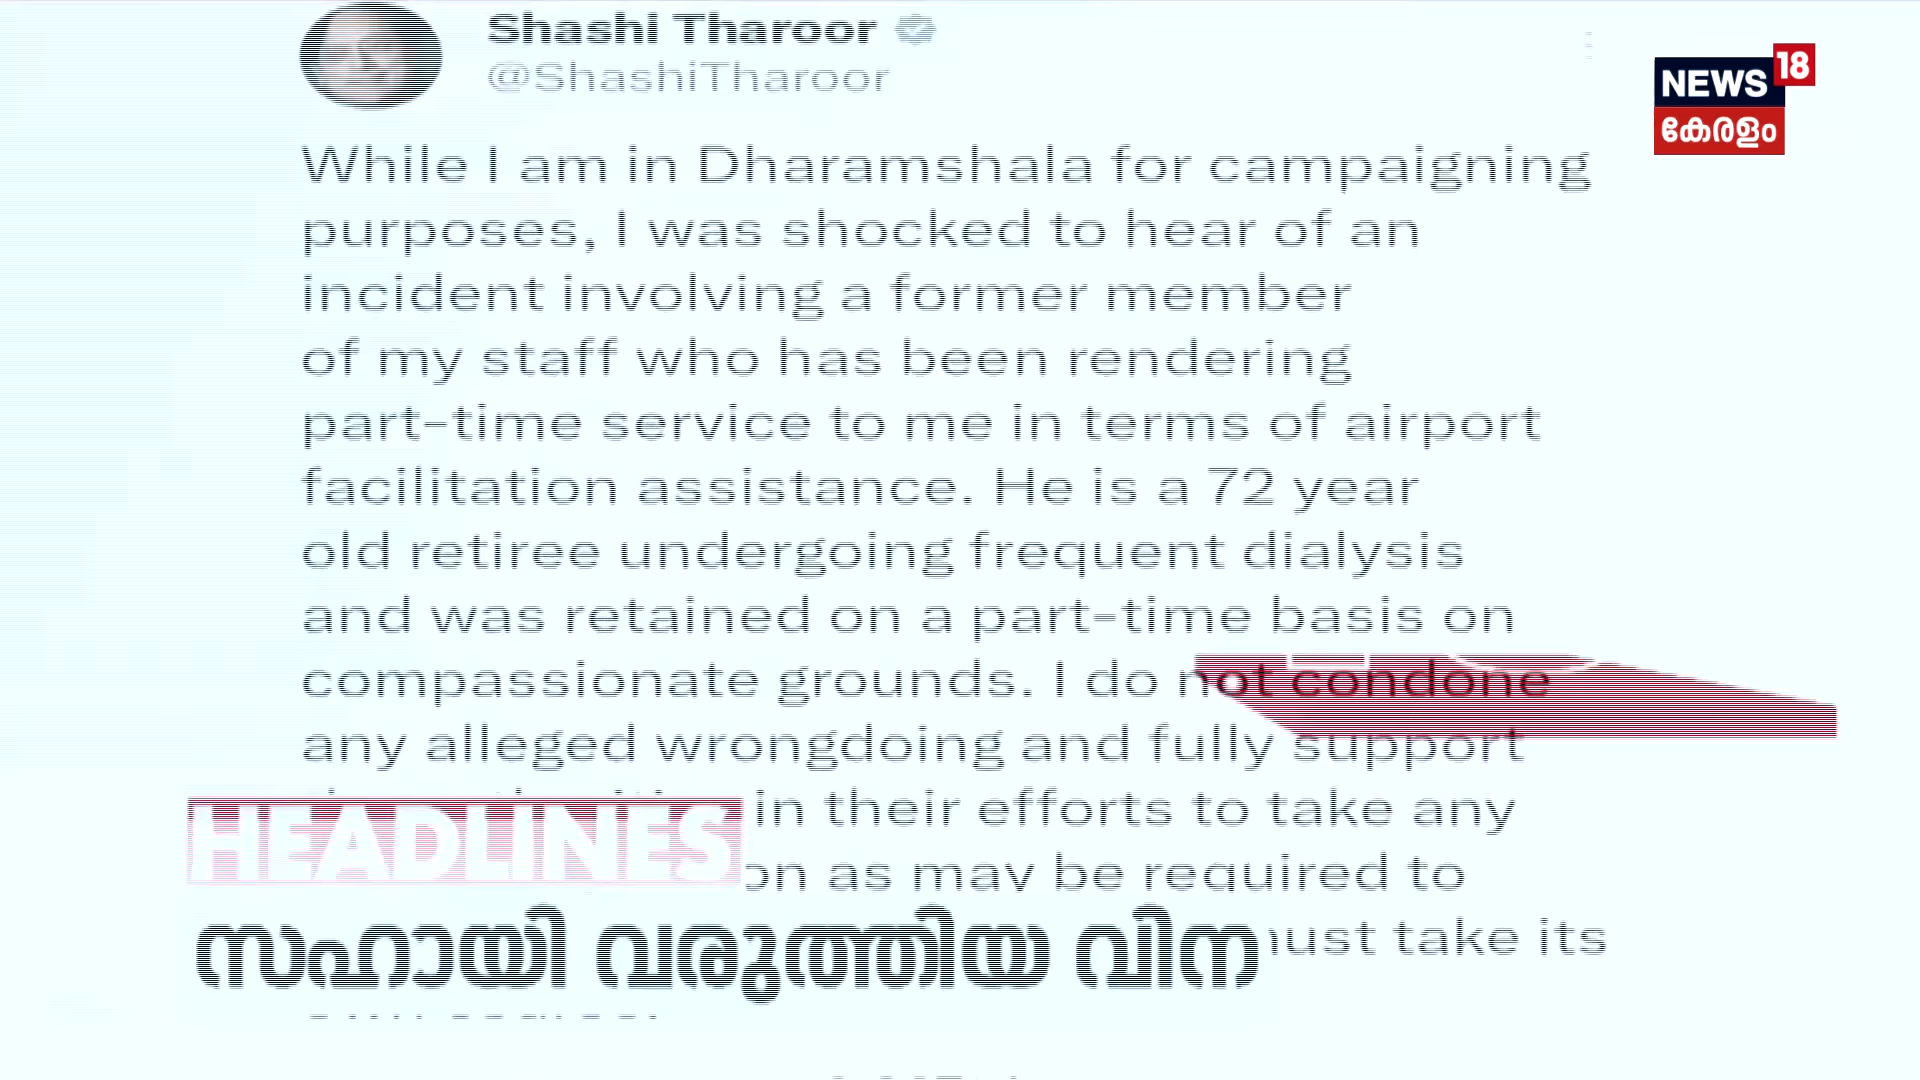 Shashi Tharoor
@ShashiTharoor
NEWS 18
കേരളം
While I am in Dharamshala for campaigning
purposes, I was shocked to hear of an
incident involving a former member
of my staff who has been rendering
part-time service to me in terms of airport
facilitation assistance. He is a 72 year
old retiree undergoing frequent dialysis
and was retained on a part-time basis on
compassionate grounds. I do not condone
any alleged wrongdoing and fully support
in their efforts to take any
HEADLINES
as may be required to
സഹായി വരുത്തിയ വിന
take its